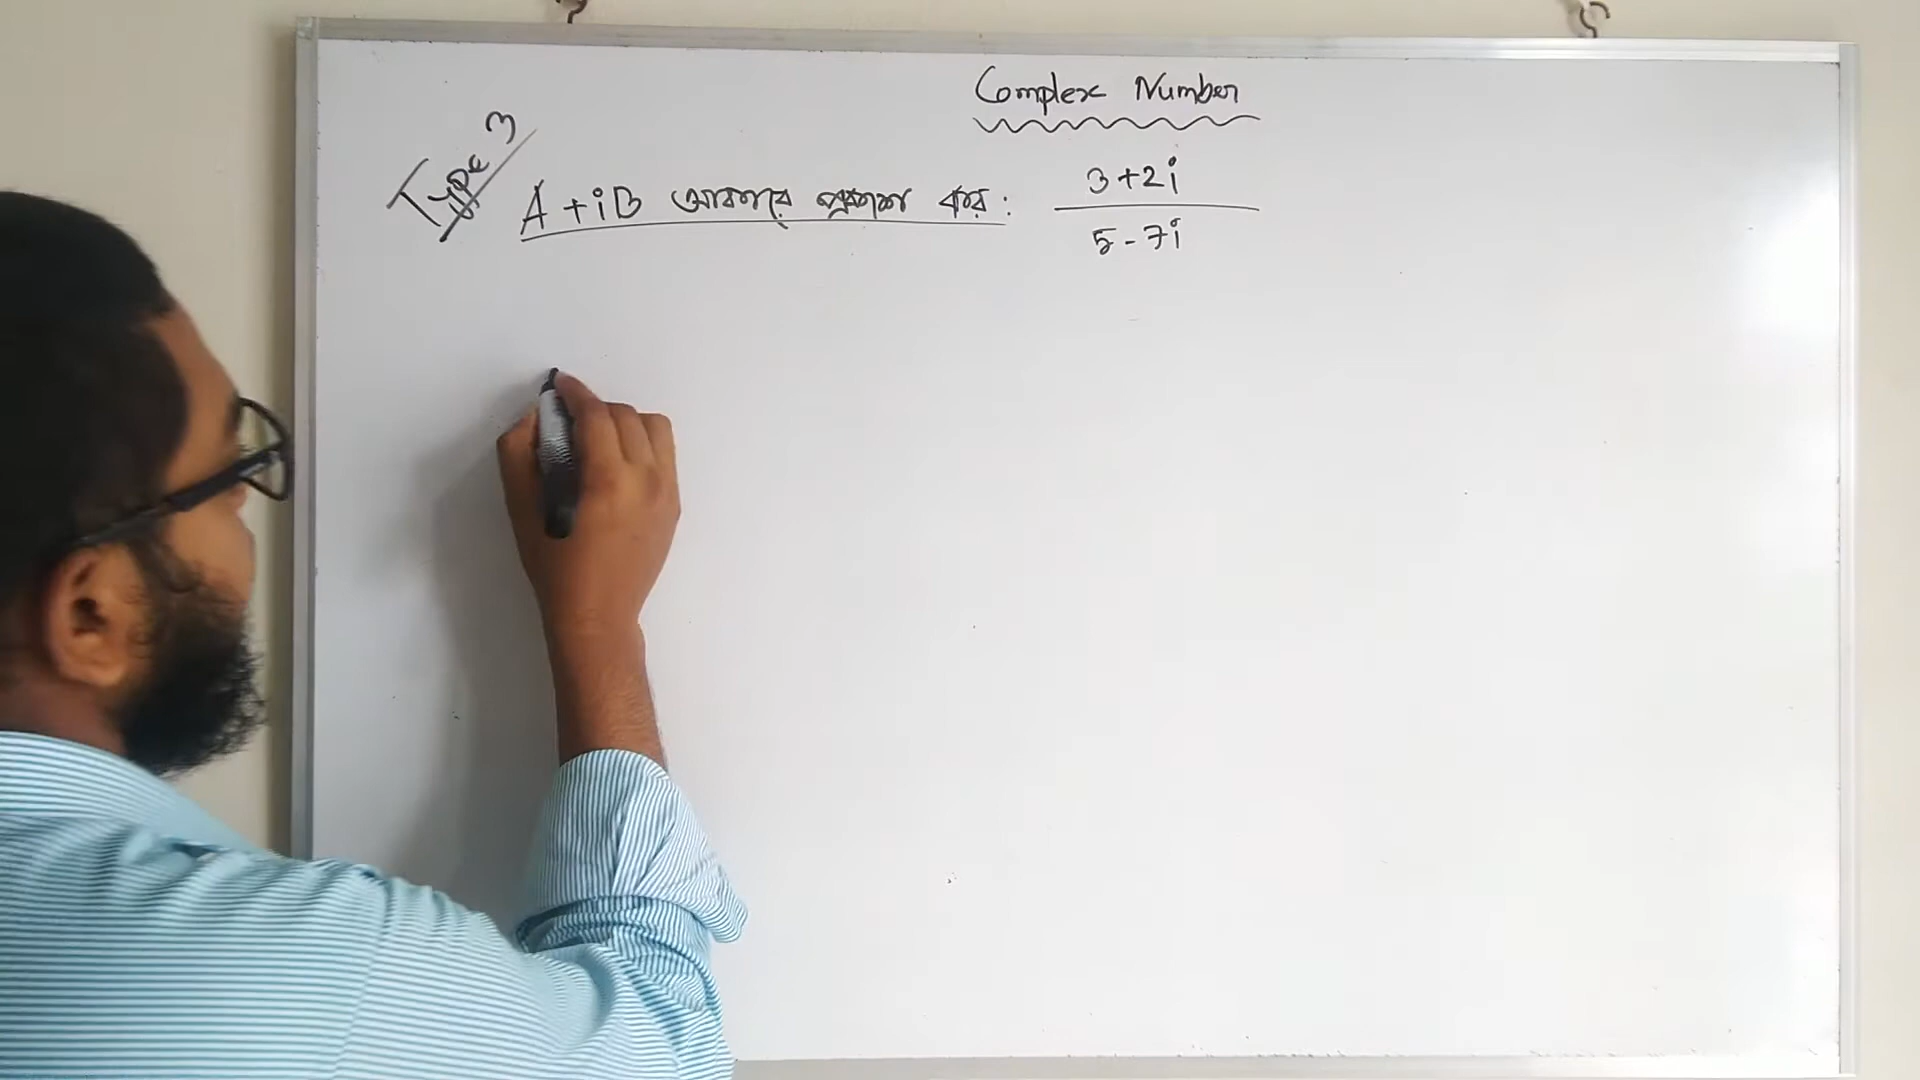 Complex Number
Type 3
A + iB আকারে প্রকাশ কর : 3+2i
5-7i